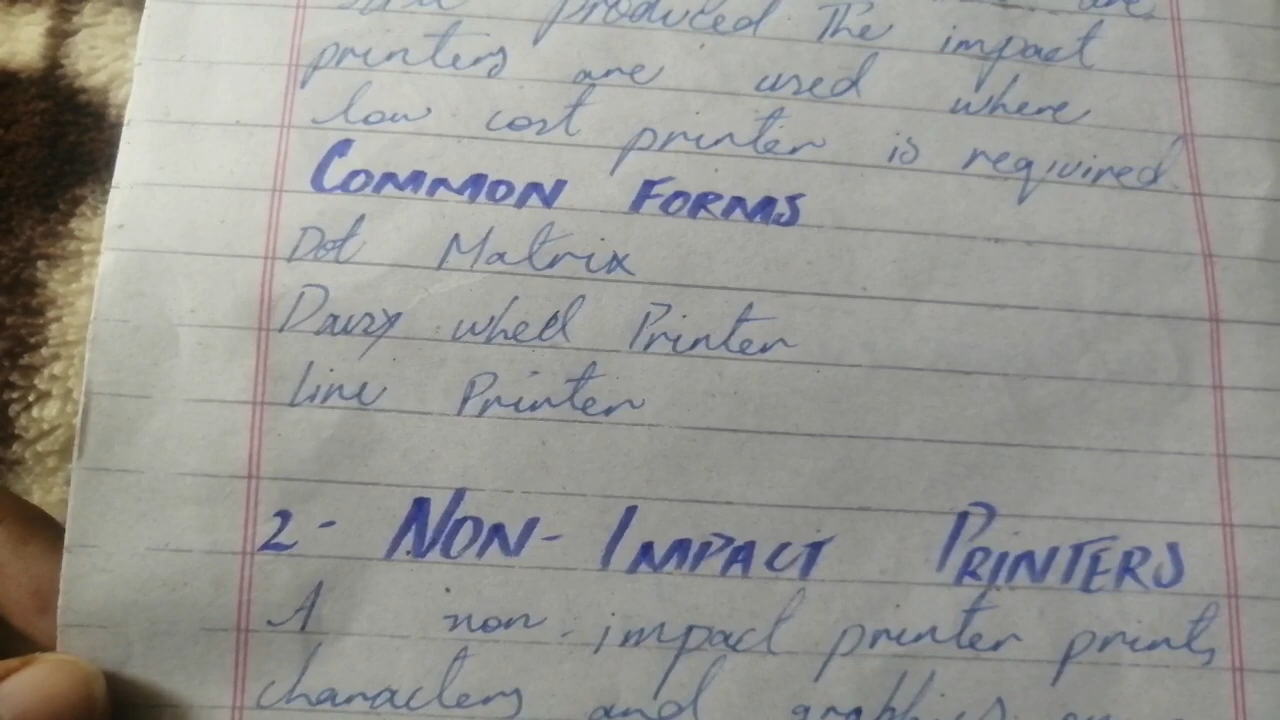 produced The impact
printers are used where
low cost printer is required.
COMMON FORMS
Dot Matrix
Daisy wheel Printer
Line Printer
2- NON-IMPACT PRINTERS
A non-impact printer prints
characters and graphics